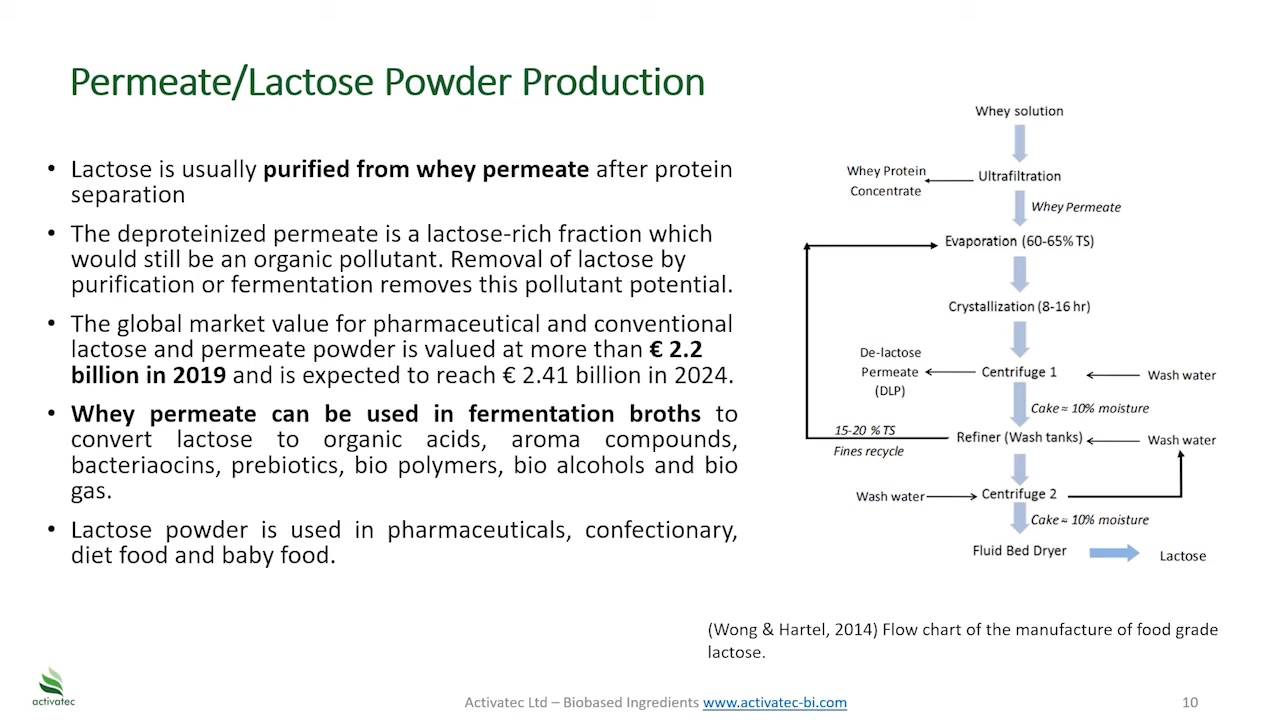 Permeate/Lactose Powder Production
• Lactose is usually purified from whey permeate after protein
separation
• The deproteinized permeate is a lactose-rich fraction which
would still be an organic pollutant. Removal of lactose by
purification or fermentation removes this pollutant potential.
• The global market value for pharmaceutical and conventional
lactose and permeate powder is valued at more than € 2.2
billion in 2019 and is expected to reach € 2.41 billion in 2024.
• Whey permeate can be used in fermentation broths to
convert lactose to organic acids, aroma compounds,
bacteriaocins, prebiotics, bio polymers, bio alcohols and bio
gas.
• Lactose powder is used in pharmaceuticals, confectionary,
diet food and baby food.
Whey solution
Whey Protein
Concentrate
Ultrafiltration
Whey Permeate
Evaporation (60-65% TS)
Crystallization (8-16 hr)
De-lactose
Permeate
(DLP)
Centrifuge 1
Wash water
Cake ≈ 10% moisture
15-20 % TS
Fines recycle
Refiner (Wash tanks)
Wash water
Wash water
Centrifuge 2
Cake ≈ 10% moisture
Fluid Bed Dryer
Lactose
(Wong & Hartel, 2014) Flow chart of the manufacture of food grade
lactose.
activatec
Activatec Ltd – Biobased Ingredients www.activatec-bi.com
10